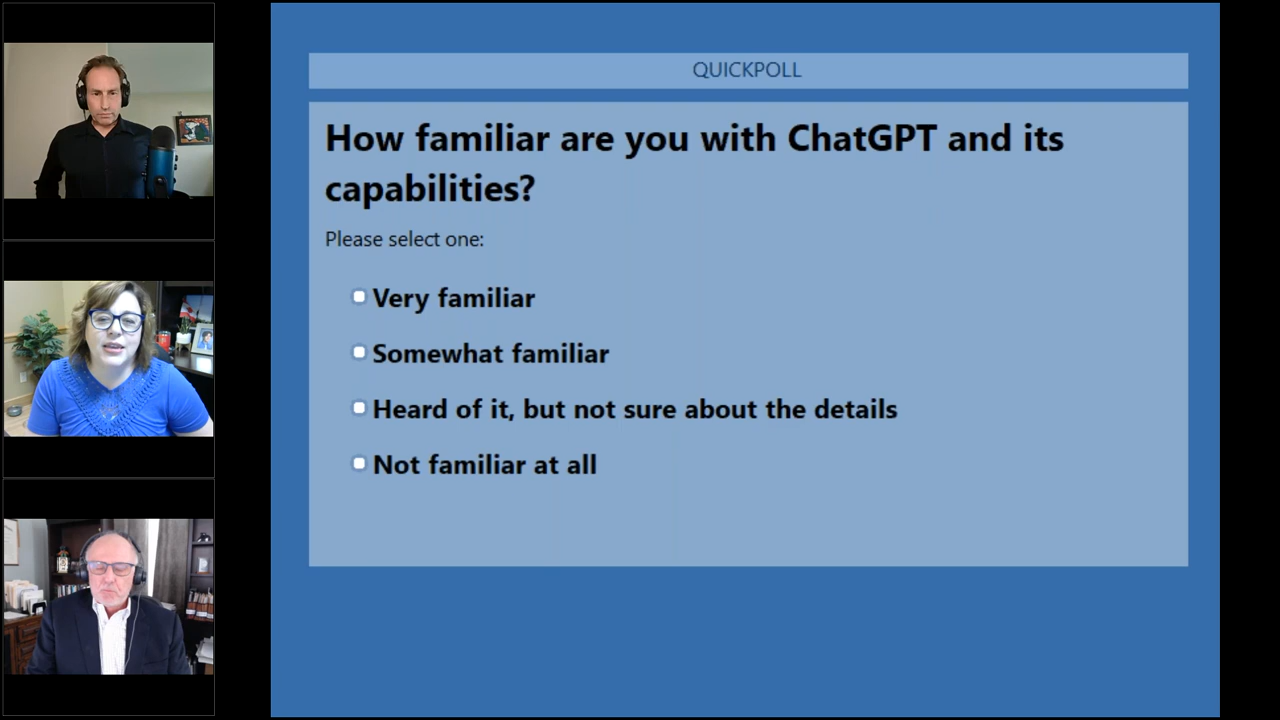 QUICKPOLL
How familiar are you with ChatGPT and its
capabilities?
Please select one:
Very familiar
Somewhat familiar
Heard of it, but not sure about the details
Not familiar at all